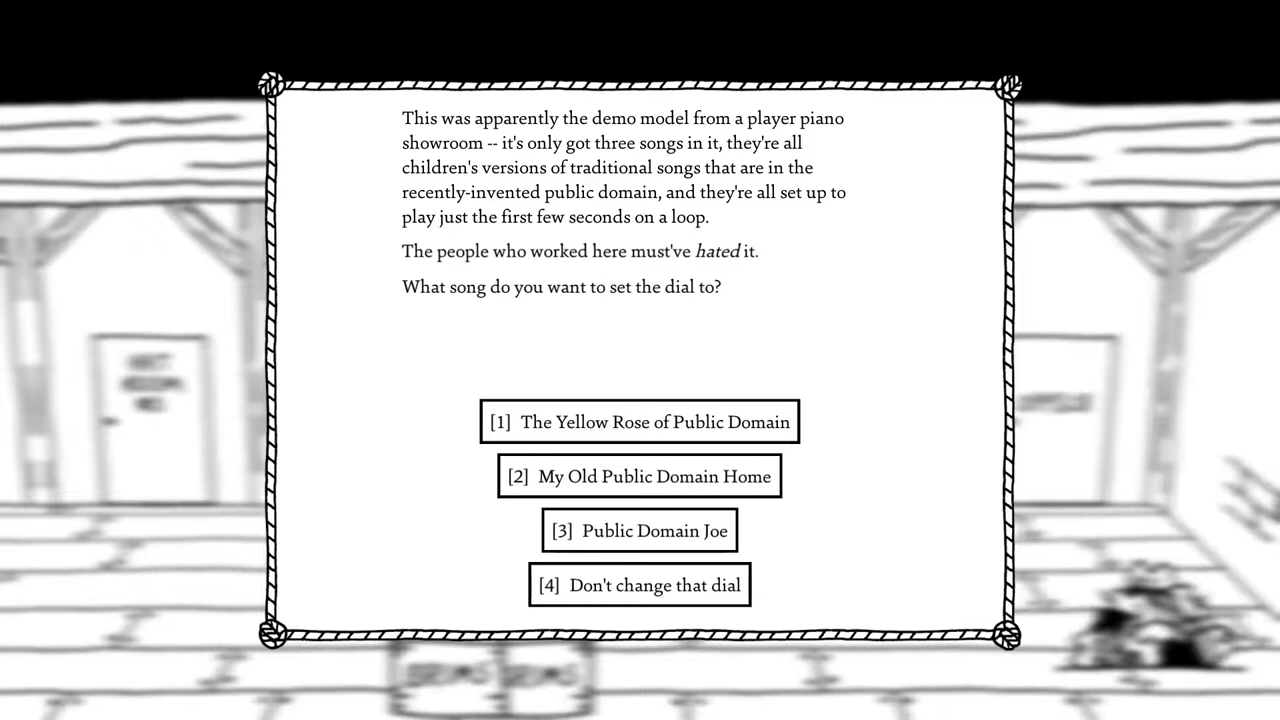 This was apparently the demo model from a player piano
showroom -- it's only got three songs in it, they're all
children's versions of traditional songs that are in the
recently-invented public domain, and they're all set up to
play just the first few seconds on a loop.
The people who worked here must've hated it.
What song do you want to set the dial to?
[1] The Yellow Rose of Public Domain
[2] My Old Public Domain Home
[3] Public Domain Joe
[4] Don't change that dial